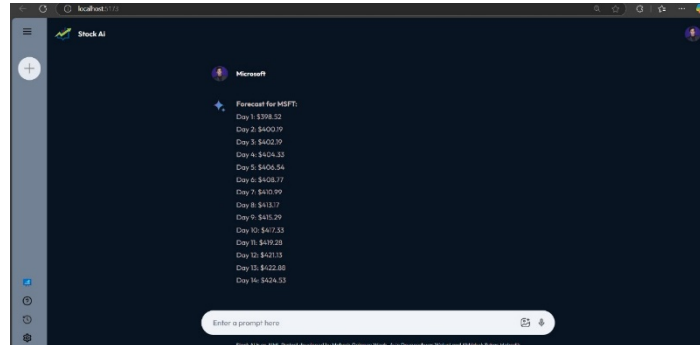 localhost:5173
Stock Ai
Microsoft
Forecast for MSFT:
Day 1: $398.52
Day 2: $400.19
Day 3: $402.19
Day 4: $404.33
Day 5: $406.54
Day 6: $408.77
Day 7: $410.99
Day 8: $413.17
Day 9: $415.29
Day 10: $417.33
Day 11: $419.28
Day 12: $421.13
Day 13: $422.88
Day 14: $424.53
Enter a prompt here